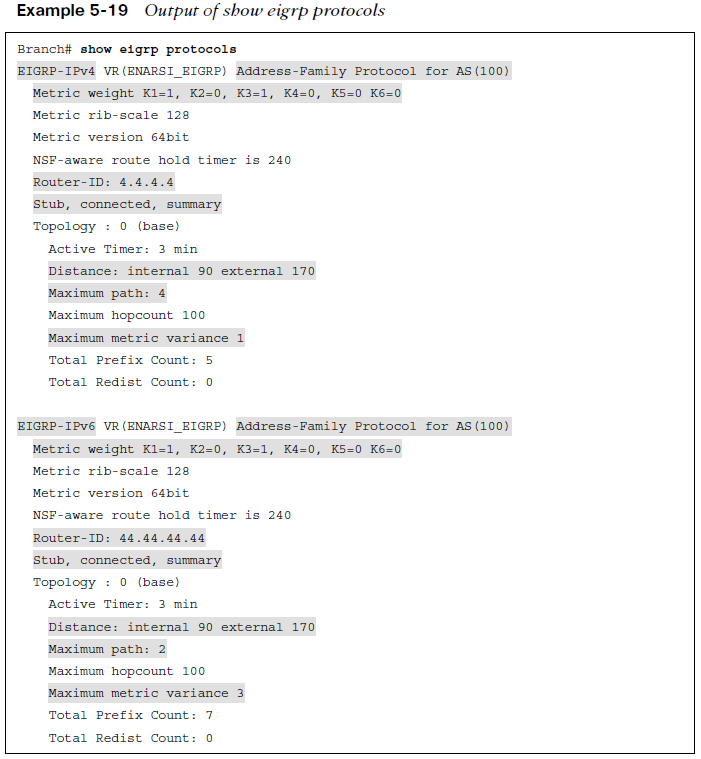 Example 5-19 Output of show eigrp protocols
Branch# show eigrp protocols
EIGRP-IPv4 VR(ENARSI_EIGRP) Address-Family Protocol for AS(100)
Metric weight K1=1, K2=0, K3=1, K4=0, K5=0 K6=0
Metric rib-scale 128
Metric version 64bit
NSF-aware route hold timer is 240
Router-ID: 4.4.4.4
Stub, connected, summary
Topology : 0 (base)
Active Timer: 3 min
Distance: internal 90 external 170
Maximum path: 4
Maximum hopcount 100
Maximum metric variance 1
Total Prefix Count: 5
Total Redist Count: 0
EIGRP-IPv6 VR(ENARSI_EIGRP) Address-Family Protocol for AS(100)
Metric weight K1=1, K2=0, K3=1, K4=0, K5=0 K6=0
Metric rib-scale 128
Metric version 64bit
NSF-aware route hold timer is 240
Router-ID: 44.44.44.44
Stub, connected, summary
Topology : 0 (base)
Active Timer: 3 min
Distance: internal 90 external 170
Maximum path: 2
Maximum hopcount 100
Maximum metric variance 3
Total Prefix Count: 7
Total Redist Count: 0